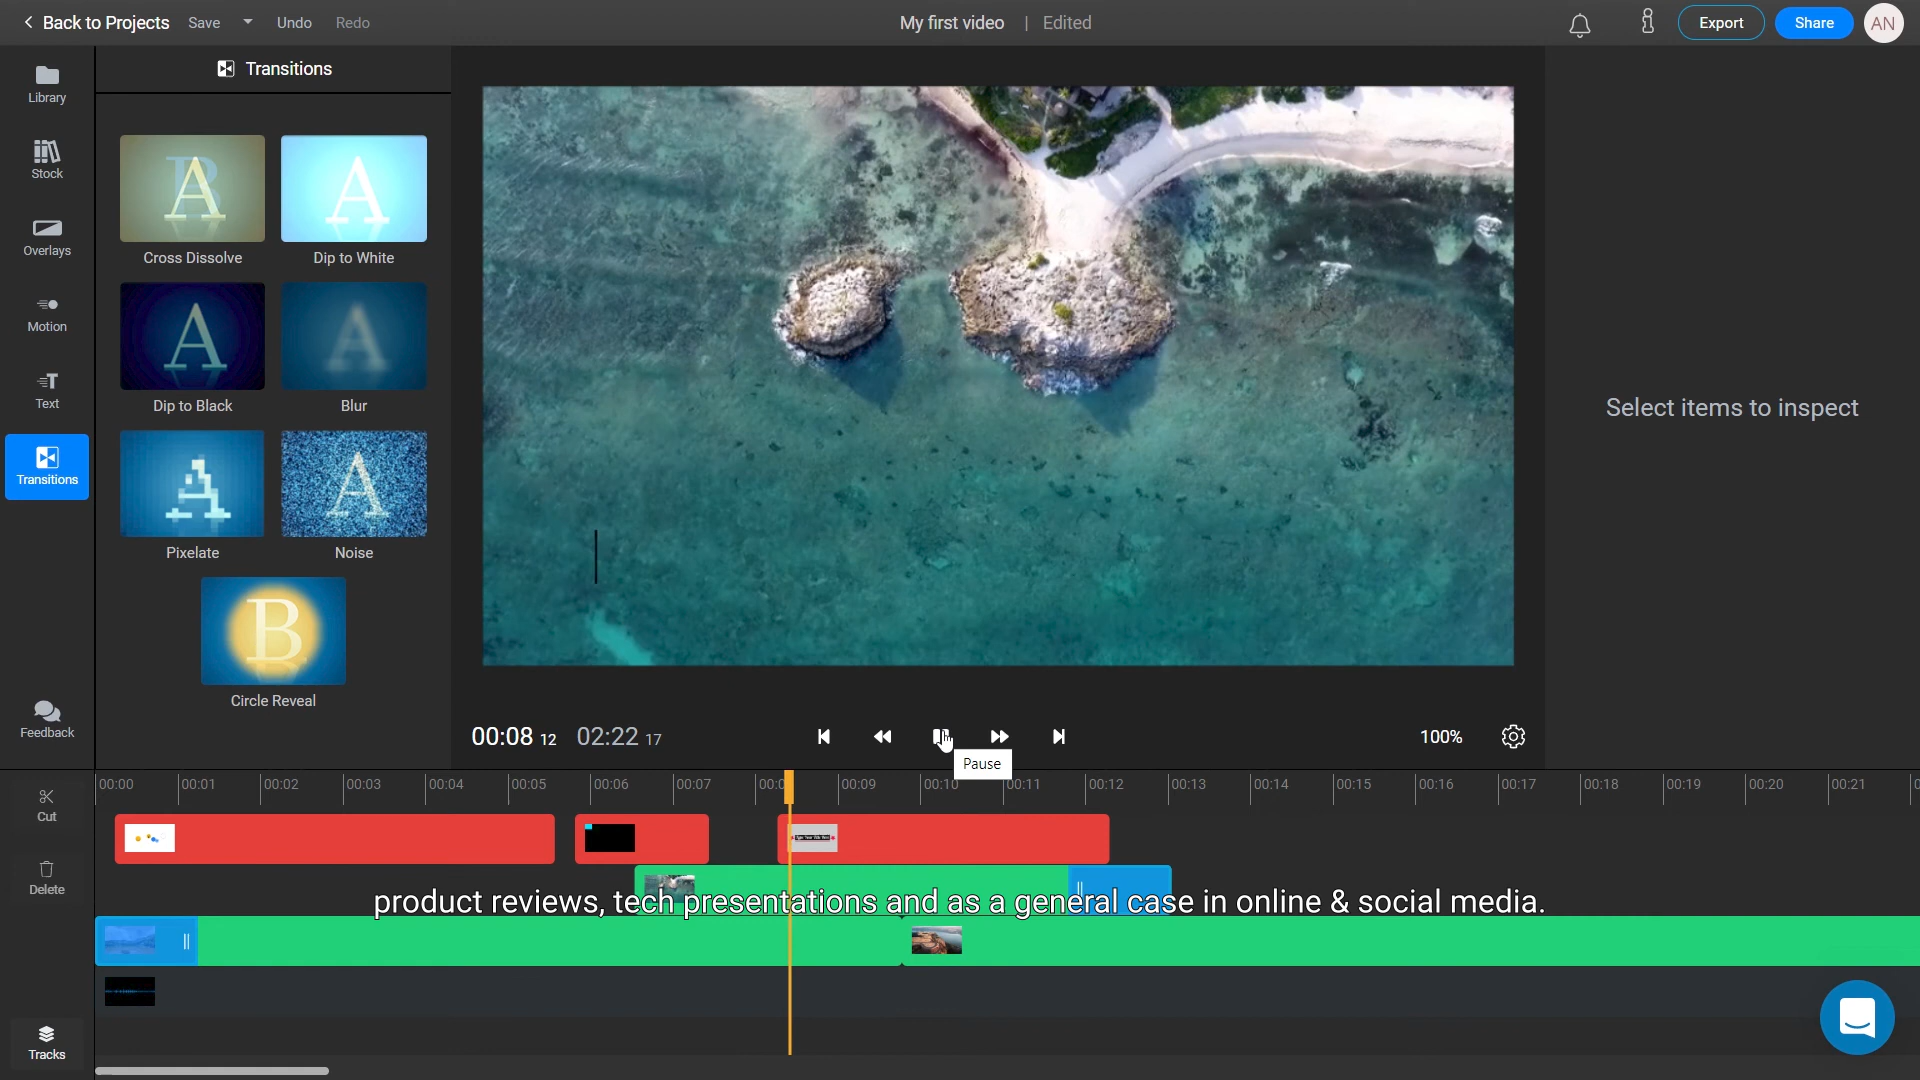 Back to Projects Save Undo Redo My first video | Edited Export Share AN
Library
Stock
Overlays
Motion
Text
Transitions
Feedback
Transitions
A B
Cross Dissolve
A
Dip to White
A
Dip to Black
A
Blur
A
Pixelate
A
Noise
B
Circle Reveal
Select items to inspect
00:08 12 02:22 17 100%
Pause
Cut
Delete
Tracks
00:00 00:01 00:02 00:03 00:04 00:05 00:06 00:07 00:0 00:09 00:10 00:11 00:12 00:13 00:14 00:15 00:16 00:17 00:18 00:19 00:20 00:21
product reviews, tech presentations and as a general case in online & social media.